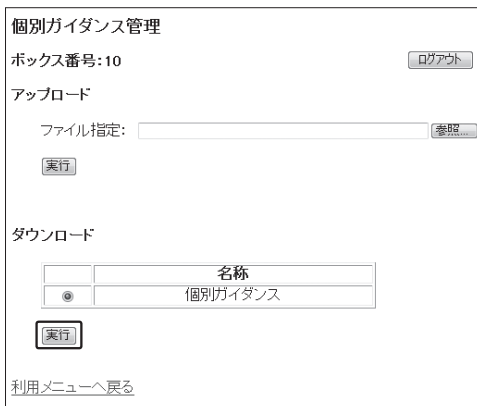 個別ガイダンス管理
ボックス番号:10 ログアウト
アップロード
ファイル指定: 参照...
実行
ダウンロード
名称
個別ガイダンス
実行
利用メニューへ戻る